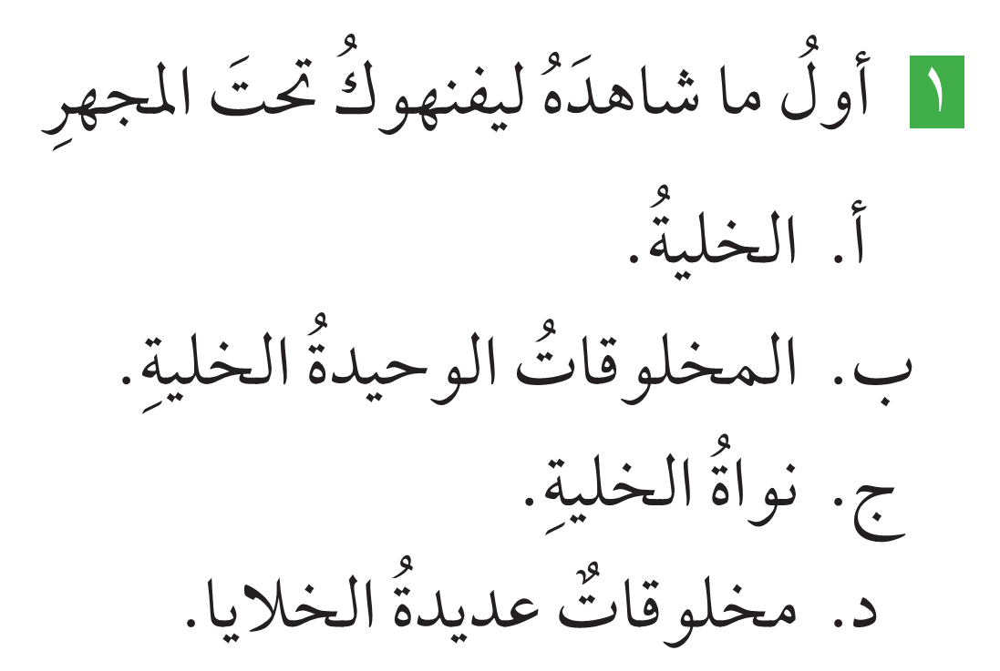 ١ أولُ ما شاهدَهُ ليفنهوكُ تحتَ المجهرِ
أ. الخليةُ.
ب. المخلوقاتُ الوحيدةُ الخليةِ.
ج. نواةُ الخليةِ.
د. مخلوقاتٌ عديدةُ الخلايا.